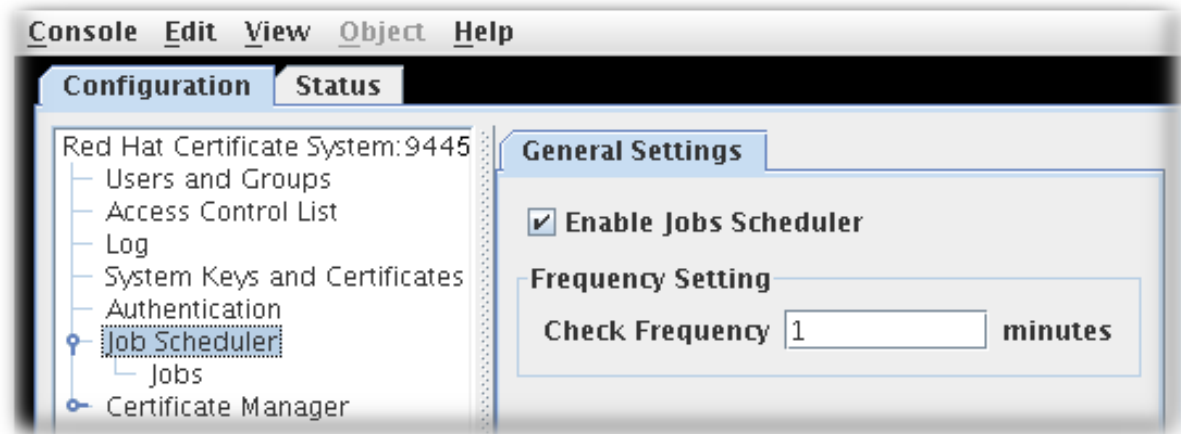 Console Edit View Object Help
Configuration Status
Red Hat Certificate System:9445
Users and Groups
Access Control List
Log
System Keys and Certificates
Authentication
Job Scheduler
Jobs
Certificate Manager
General Settings
Enable Jobs Scheduler
Frequency Setting
Check Frequency 1 minutes